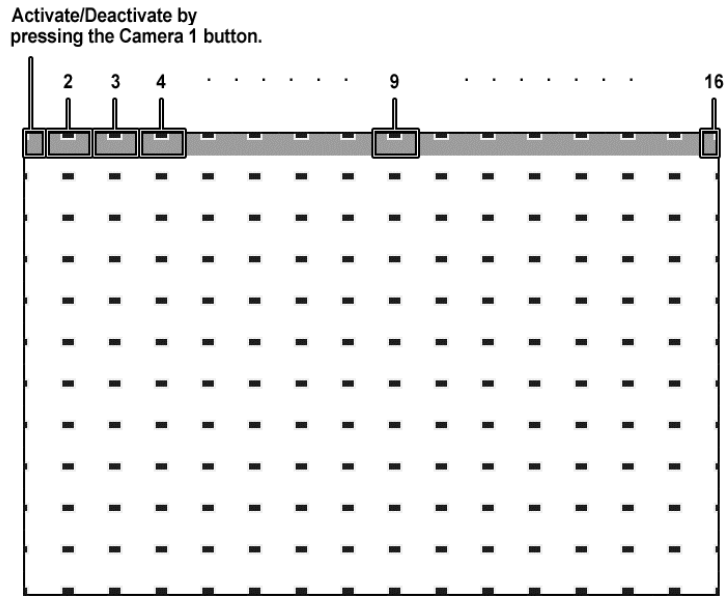 Activate/Deactivate by
pressing the Camera 1 button.
2 3 4 · · · · · · 9 · · · · · · · 16